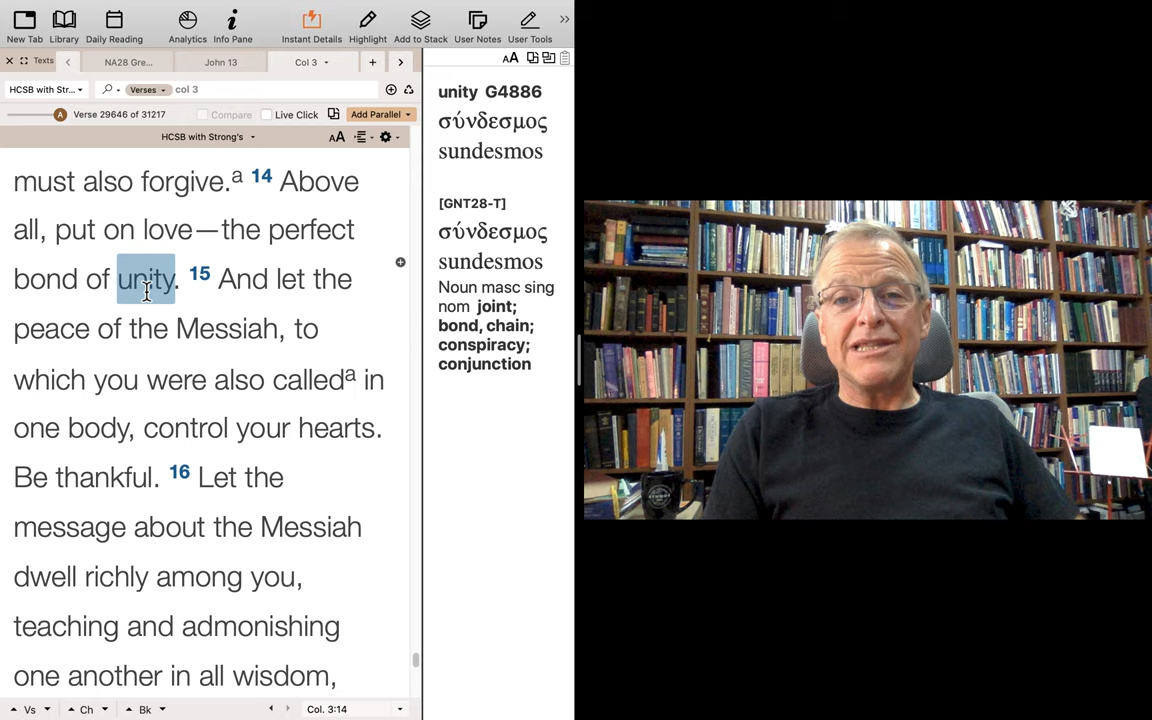 New Tab Library Daily Reading Analytics Info Pane Instant Details Highlight Add to Stack User Notes User Tools
Texts NA28 Gre... John 13 Col 3
HCSB with Str... Verses col 3
A Verse 29646 of 31217 Compare Live Click Add Parallel
HCSB with Strong's AA
must also forgive.a 14 Above
all, put on love—the perfect
bond of unity. 15 And let the
peace of the Messiah, to
which you were also calleda in
one body, control your hearts.
Be thankful. 16 Let the
message about the Messiah
dwell richly among you,
teaching and admonishing
one another in all wisdom,
Vs Ch Bk Col. 3:14
AA
unity G4886
σύνδεσμος
sundesmos
[GNT28-T]
σύνδεσμος
sundesmos
Noun masc sing
nom joint;
bond, chain;
conspiracy;
conjunction